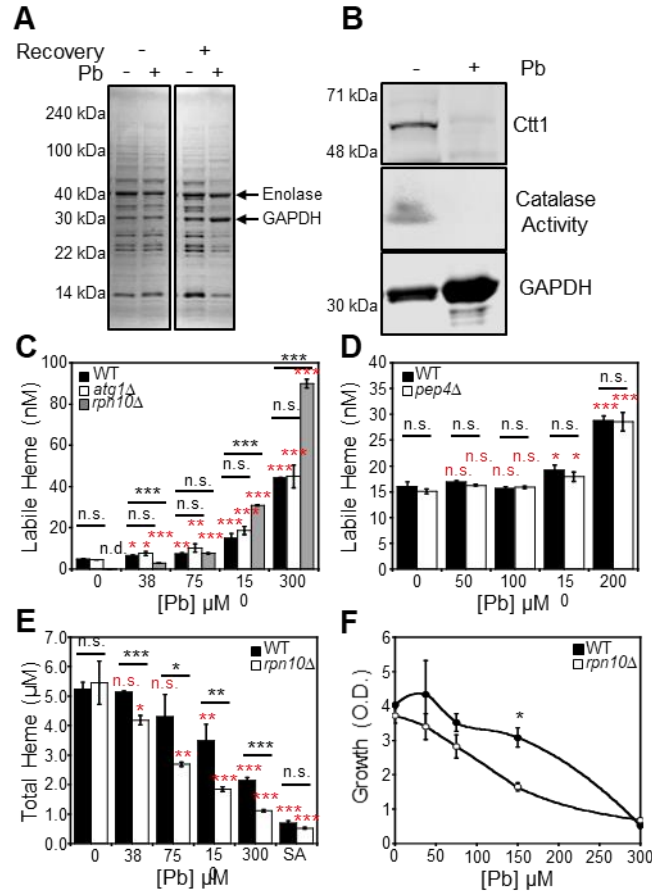 A
Recovery - +
Pb - + - +
240 kDa
100 kDa
40 kDa
30 kDa
22 kDa
14 kDa
Enolase
GAPDH
B
- + Pb
71 kDa
48 kDa
Ctt1
Catalase
Activity
30 kDa
GAPDH
C
Labile Heme (nM)
100
80
60
40
20
0
WT
atg1Δ
rpn10Δ
n.s.
n.d.
***
n.s.
* * ***
n.s.
n.s.
** ** ***
***
n.s.
*** *** ***
***
n.s.
*** *** ***
0 38 75 15 300
0
[Pb] µM
D
Labile Heme (nM)
40
35
30
25
20
15
10
5
0
WT
pep4Δ
n.s.
n.s.
n.s. n.s.
n.s.
n.s. n.s.
n.s.
* *
n.s.
*** ***
0 50 100 15 200
0
[Pb] µM
E
Total Heme (µM)
7.0
6.0
5.0
4.0
3.0
2.0
1.0
0.0
WT
rpn10Δ
n.s.
***
n.s. *
*
n.s. **
**
** ***
***
*** ***
n.s.
*** ***
0 38 75 15 300 SA
0
[Pb] µM
F
Growth (O.D.)
6
5
4
3
2
1
0
WT
rpn10Δ
*
0 50 100 150 200 250 300
[Pb] µM